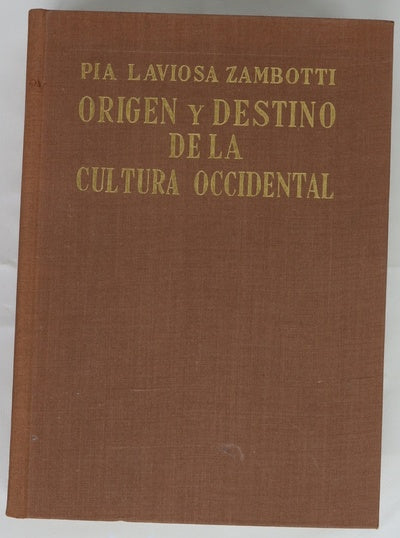 PIA LAVIOSA ZAMBOTTI
ORIGEN Y DESTINO
DE LA
CULTURA OCCIDENTAL